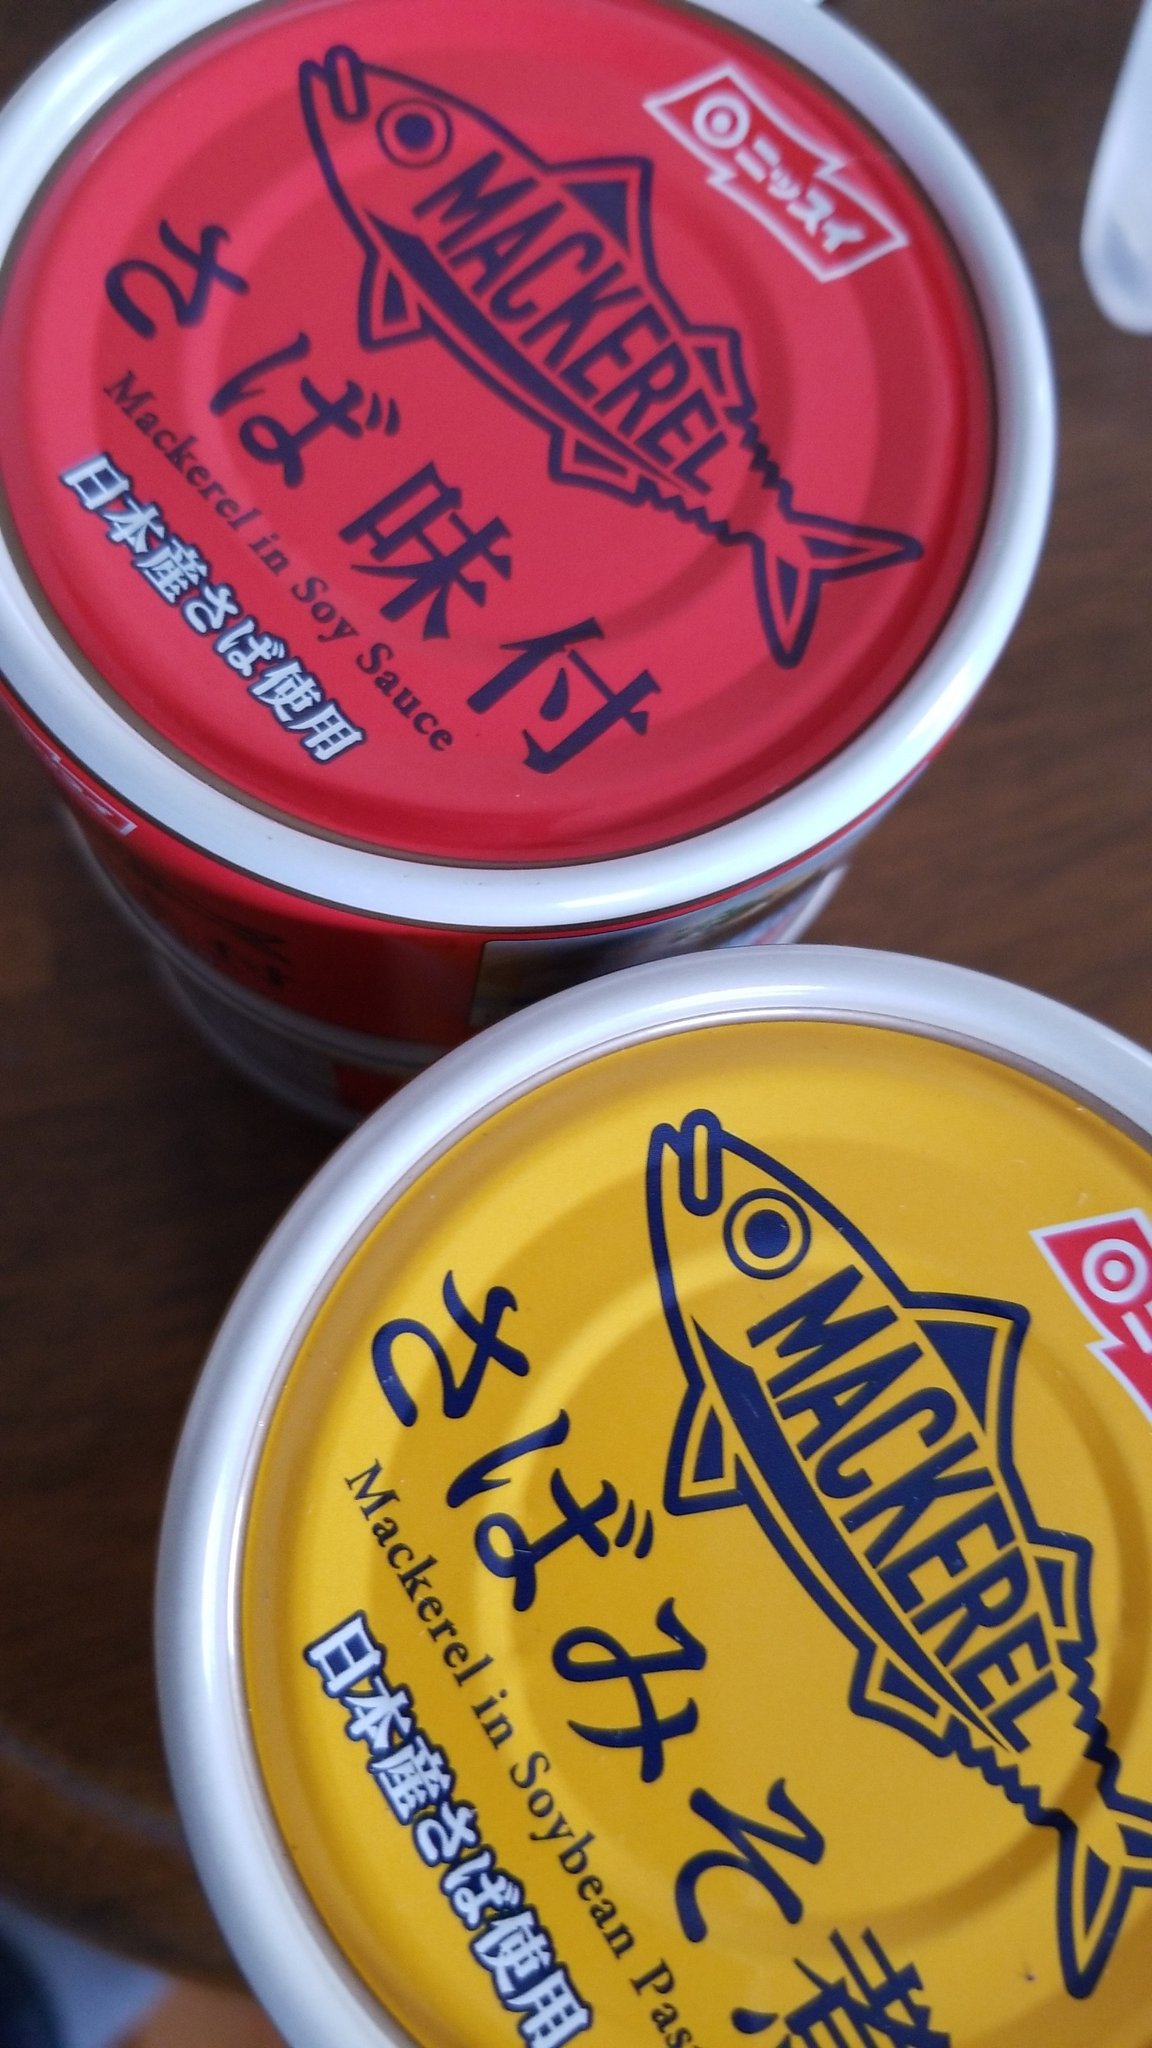 ニッスイ
MACKEREL
さば味付
Mackerel in Soy Sauce
日本産さば使用
MACKEREL
さばみそ煮
Mackerel in Soybean
日本産さば使用